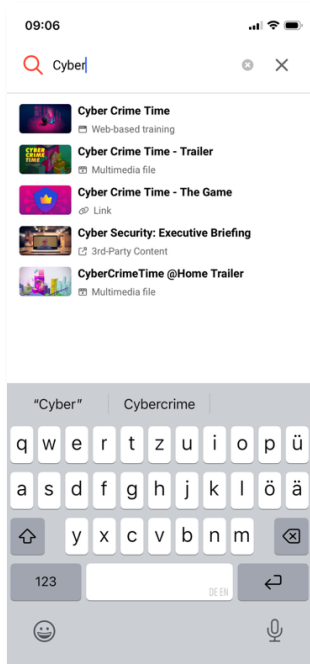 09:06
Cyber
Cyber Crime Time
Web-based training
CYBER
CRIME
TIME
Cyber Crime Time - Trailer
Multimedia file
Cyber Crime Time - The Game
Link
Cyber Security: Executive Briefing
3rd-Party Content
CyberCrimeTime @Home Trailer
Multimedia file
“Cyber” Cybercrime
q w e r t z u i o p ü
a s d f g h j k l ö ä
y x c v b n m
123
DE EN